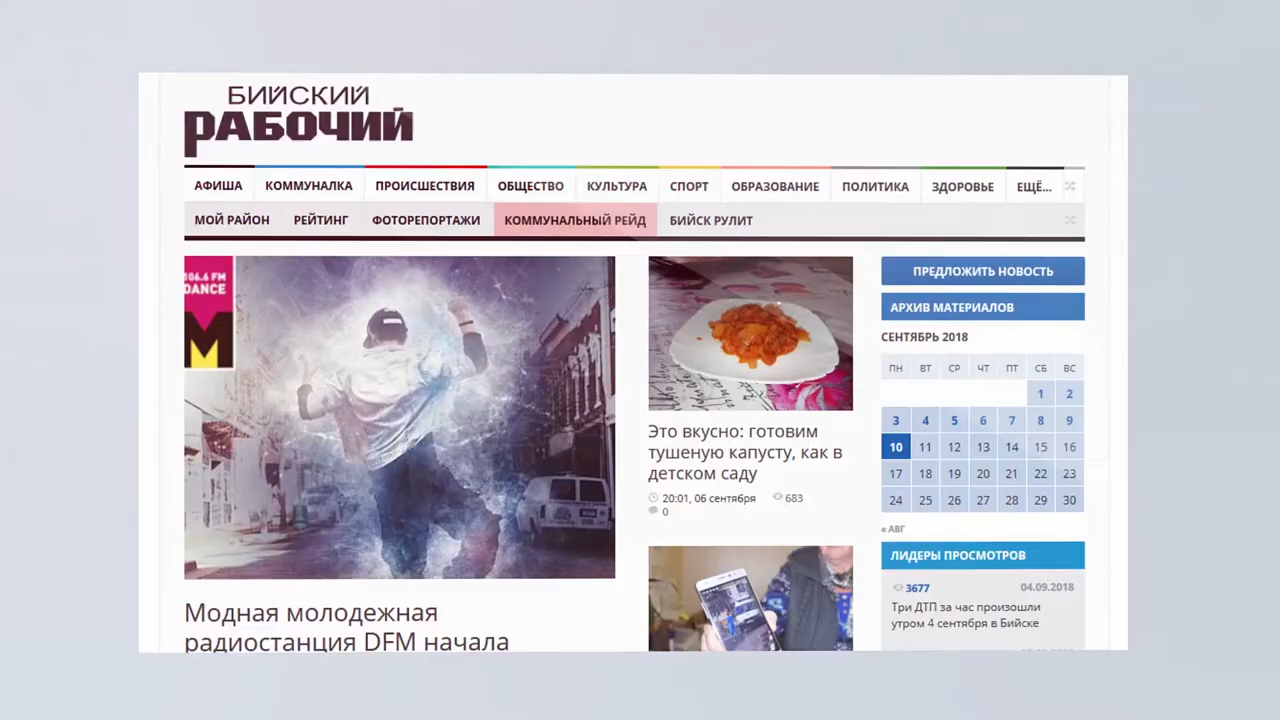 БИЙСКИЙ
РАБОЧИЙ
АФИША КОММУНАЛКА ПРОИСШЕСТВИЯ ОБЩЕСТВО КУЛЬТУРА СПОРТ ОБРАЗОВАНИЕ ПОЛИТИКА ЗДОРОВЬЕ ЕЩЁ...
МОЙ РАЙОН РЕЙТИНГ ФОТОРЕПОРТАЖИ КОММУНАЛЬНЫЙ РЕЙД БИЙСК РУЛИТ
106.6 FM
DANCE
M
Модная молодежная
радиостанция DFM начала
Это вкусно: готовим
тушеную капусту, как в
детском саду
20:01, 06 сентября 683
0
ПРЕДЛОЖИТЬ НОВОСТЬ
АРХИВ МАТЕРИАЛОВ
СЕНТЯБРЬ 2018
ПН ВТ СР ЧТ ПТ СБ ВС
1 2
3 4 5 6 7 8 9
10 11 12 13 14 15 16
17 18 19 20 21 22 23
24 25 26 27 28 29 30
« АВГ
ЛИДЕРЫ ПРОСМОТРОВ
3677 04.09.2018
Три ДТП за час произошли
утром 4 сентября в Бийске